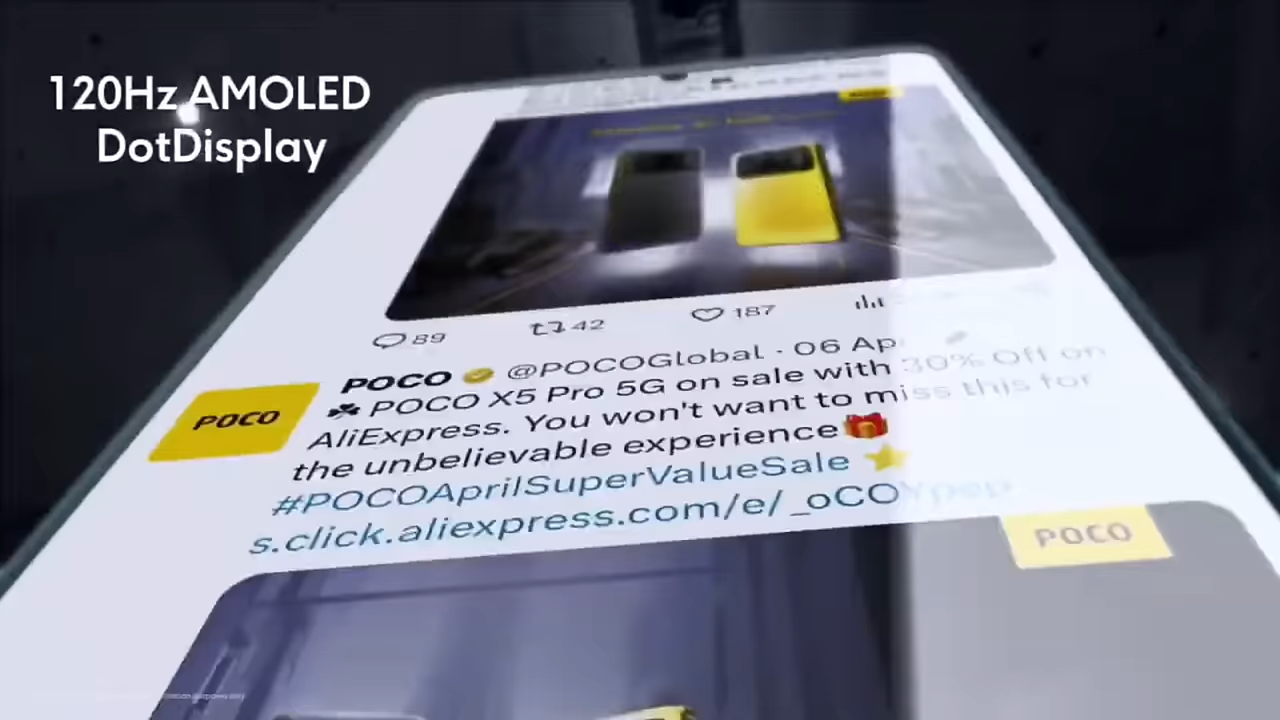 120Hz AMOLED
DotDisplay
89 42 187
POCO @POCOGlobal · 06 Ap
☘ POCO X5 Pro 5G on sale with 30% Off on
AliExpress. You won't want to miss this for
the unbelievable experience🎁
#POCOAprilSuperValueSale ⭐
s.click.aliexpress.com/e/_oCOYpep
POCO
POCO